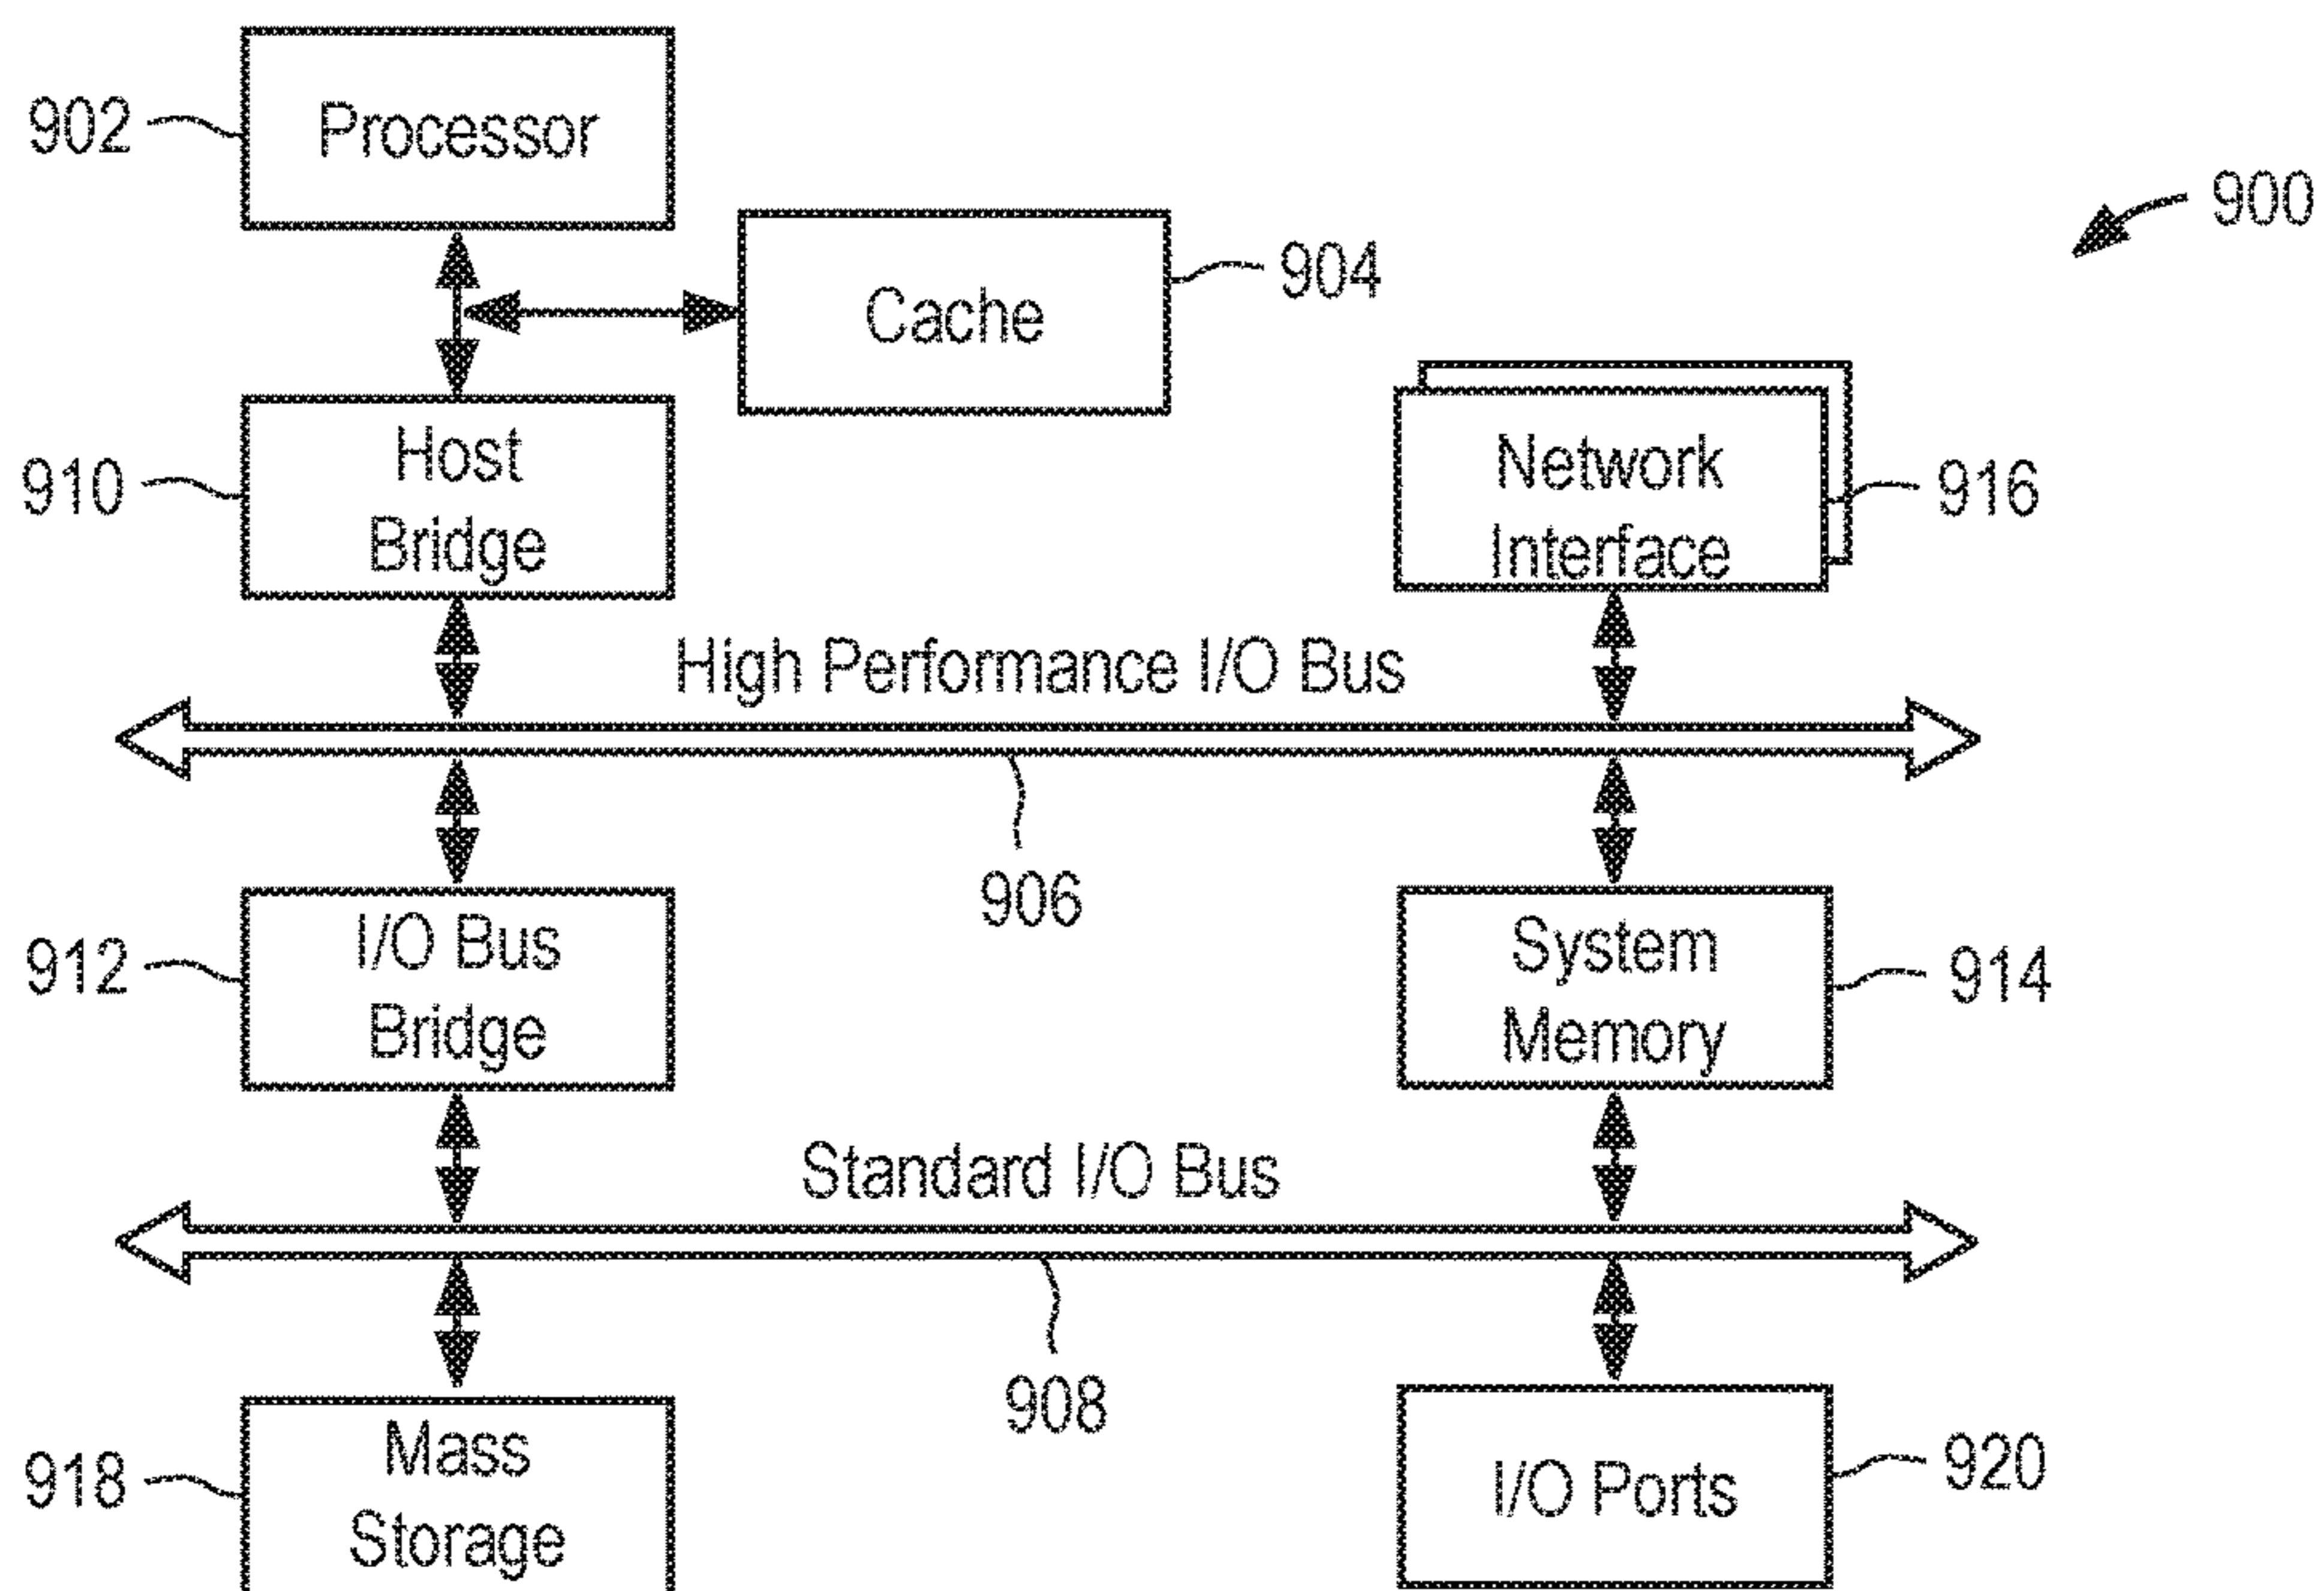 902
Processor
900
904
Cache
910
Host
Bridge
Network
Interface
916
High Performance I/O Bus
906
912
I/O Bus
Bridge
System
Memory
914
Standard I/O Bus
908
918
Mass
Storage
I/O Ports
920